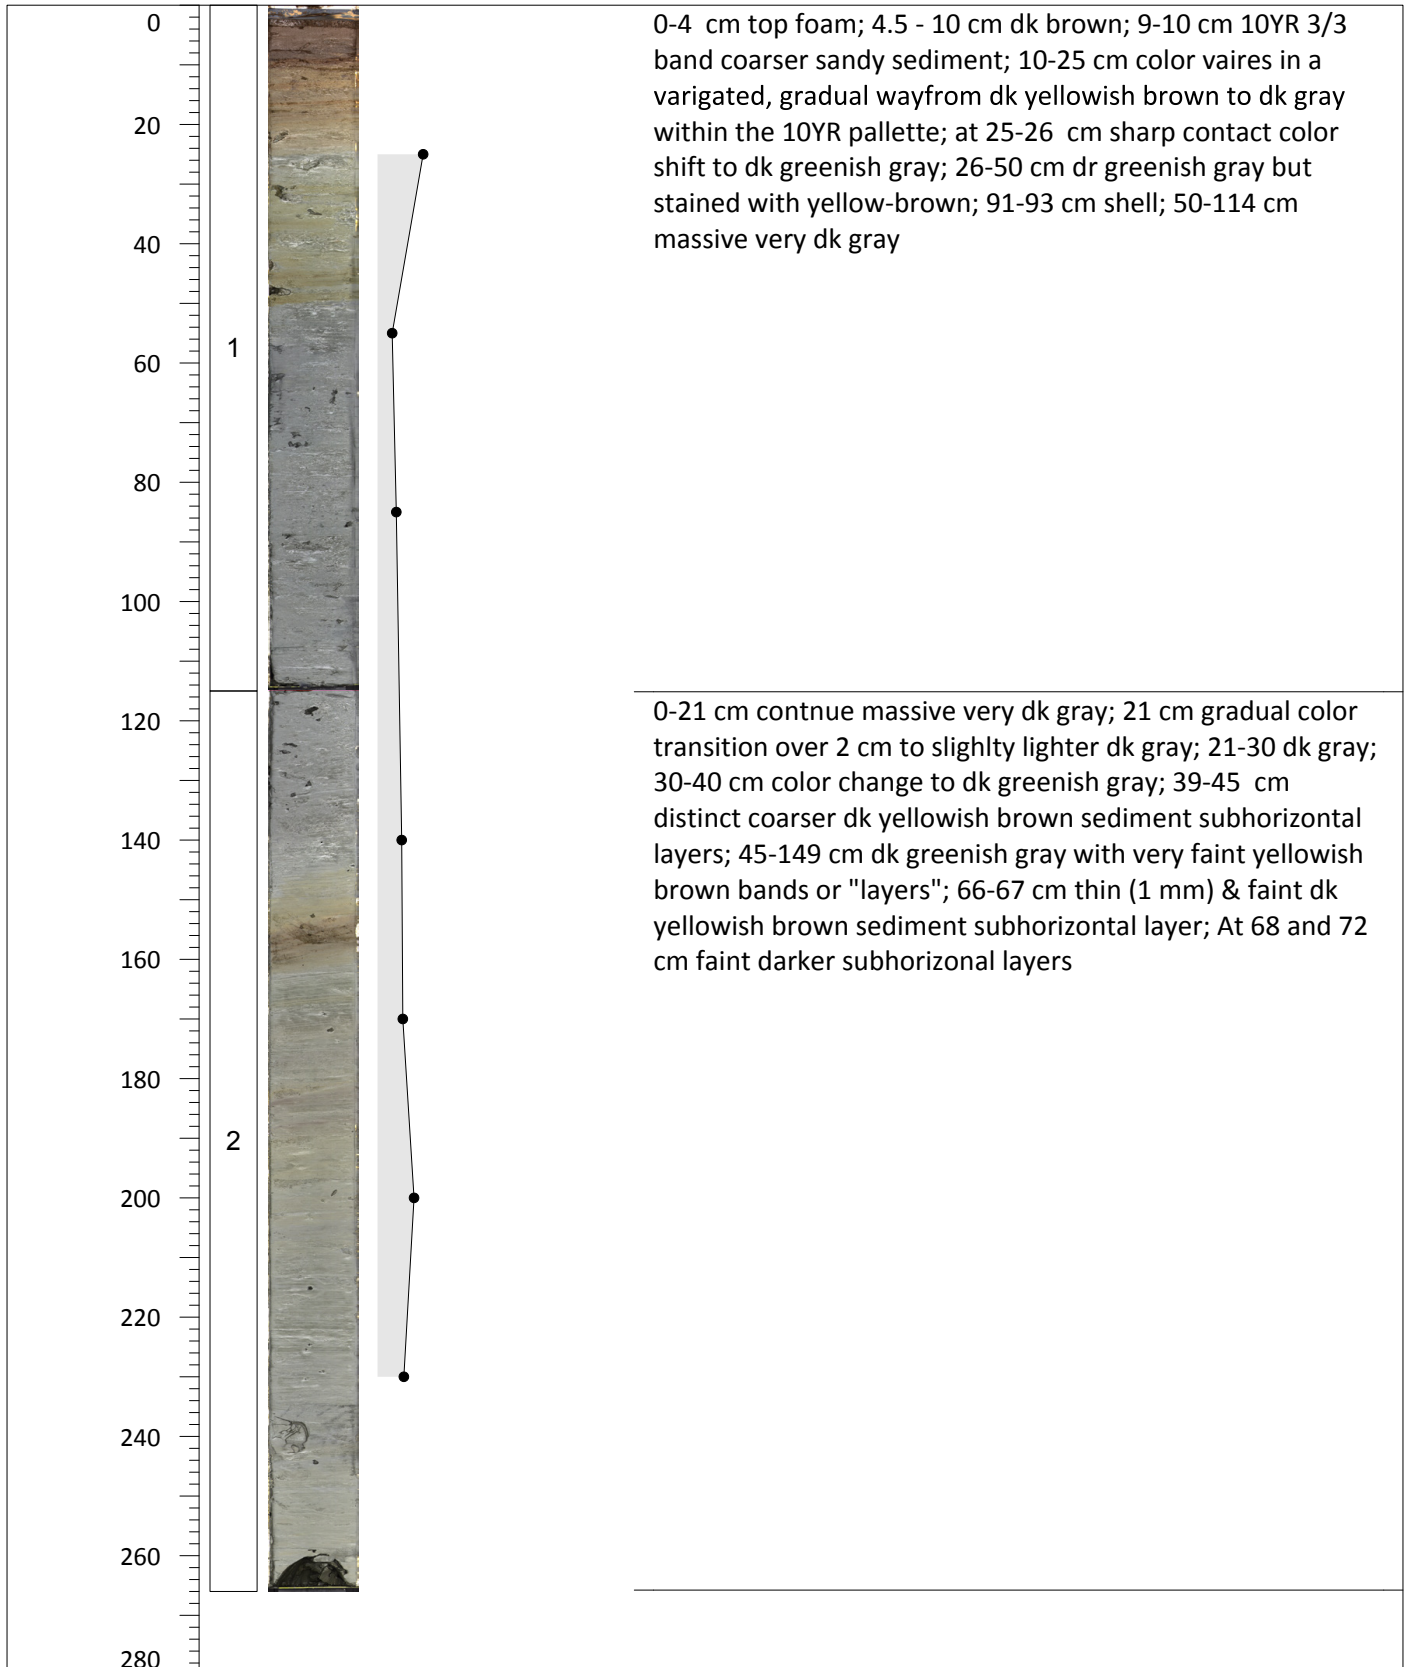 0
20
40
60
80
100
120
140
160
180
200
220
240
260
280
1
2
0-4 cm top foam; 4.5 - 10 cm dk brown; 9-10 cm 10YR 3/3
band coarser sandy sediment; 10-25 cm color vaires in a
varigated, gradual wayfrom dk yellowish brown to dk gray
within the 10YR pallette; at 25-26 cm sharp contact color
shift to dk greenish gray; 26-50 cm dr greenish gray but
stained with yellow-brown; 91-93 cm shell; 50-114 cm
massive very dk gray
0-21 cm contnue massive very dk gray; 21 cm gradual color
transition over 2 cm to slighlty lighter dk gray; 21-30 dk gray;
30-40 cm color change to dk greenish gray; 39-45 cm
distinct coarser dk yellowish brown sediment subhorizontal
layers; 45-149 cm dk greenish gray with very faint yellowish
brown bands or "layers"; 66-67 cm thin (1 mm) & faint dk
yellowish brown sediment subhorizontal layer; At 68 and 72
cm faint darker subhorizonal layers